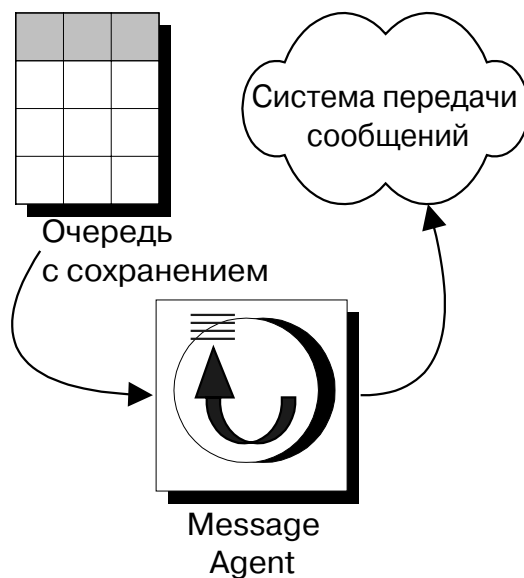 Система передачи
сообщений
Очередь
с сохранением
Message
Agent